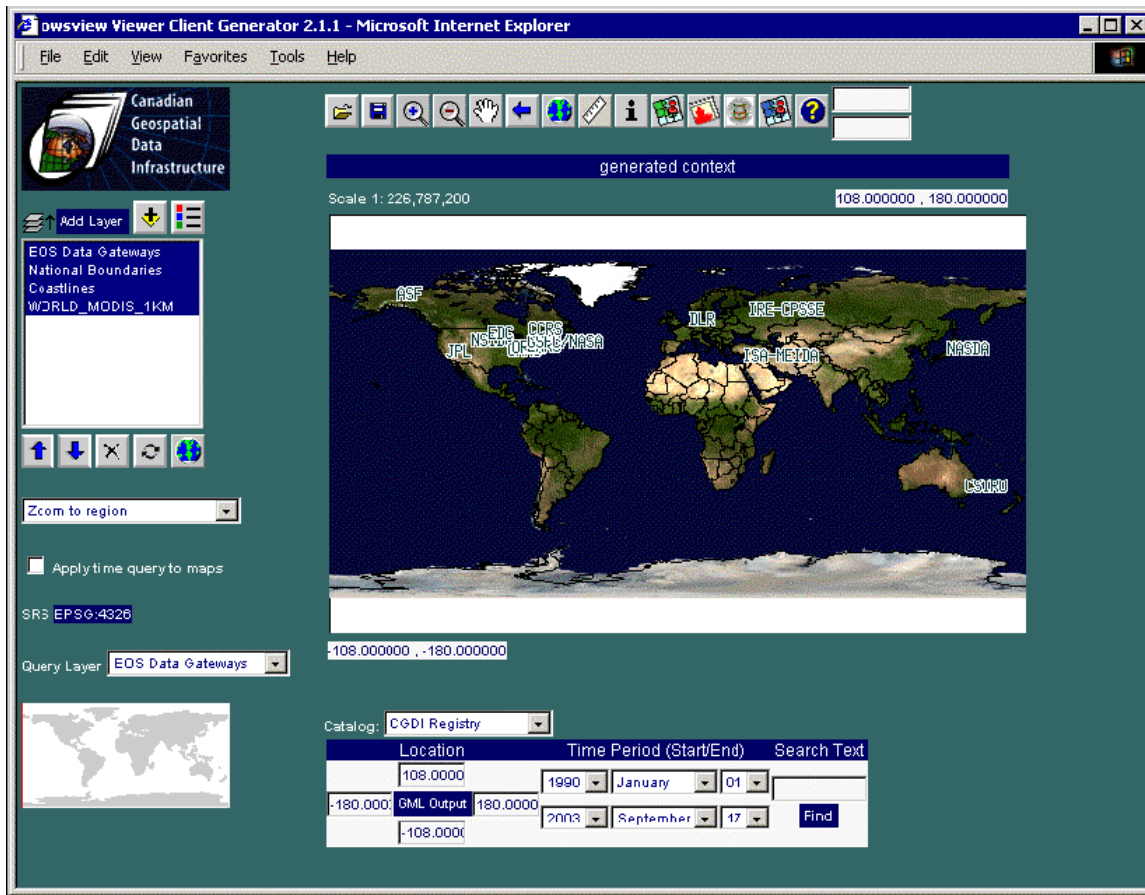 owsview Viewer Client Generator 2.1.1 - Microsoft Internet Explorer
File Edit View Favorites Tools Help
Canadian
Geospatial
Data
Infrastructure
generated context
Scale 1: 226,787,200
108.000000 , 180.000000
Add Layer
EOS Data Gateways
National Boundaries
Coastlines
WORLD_MODIS_1KM
ASF
EDC
CCRS
GSFC/NASA
JPL
DLR
IRE-CPSSE
ISA-MEIDA
NASDA
CSIRO
Zoom to region
Apply time query to maps
SRS EPSG:4326
Query Layer EOS Data Gateways
-108.000000 , -180.000000
Catalog: CGDI Registry
Location Time Period (Start/End) Search Text
108.0000
1990 January 01
-180.000 GML Output 180.0000
2003 September 17
Find
-108.000